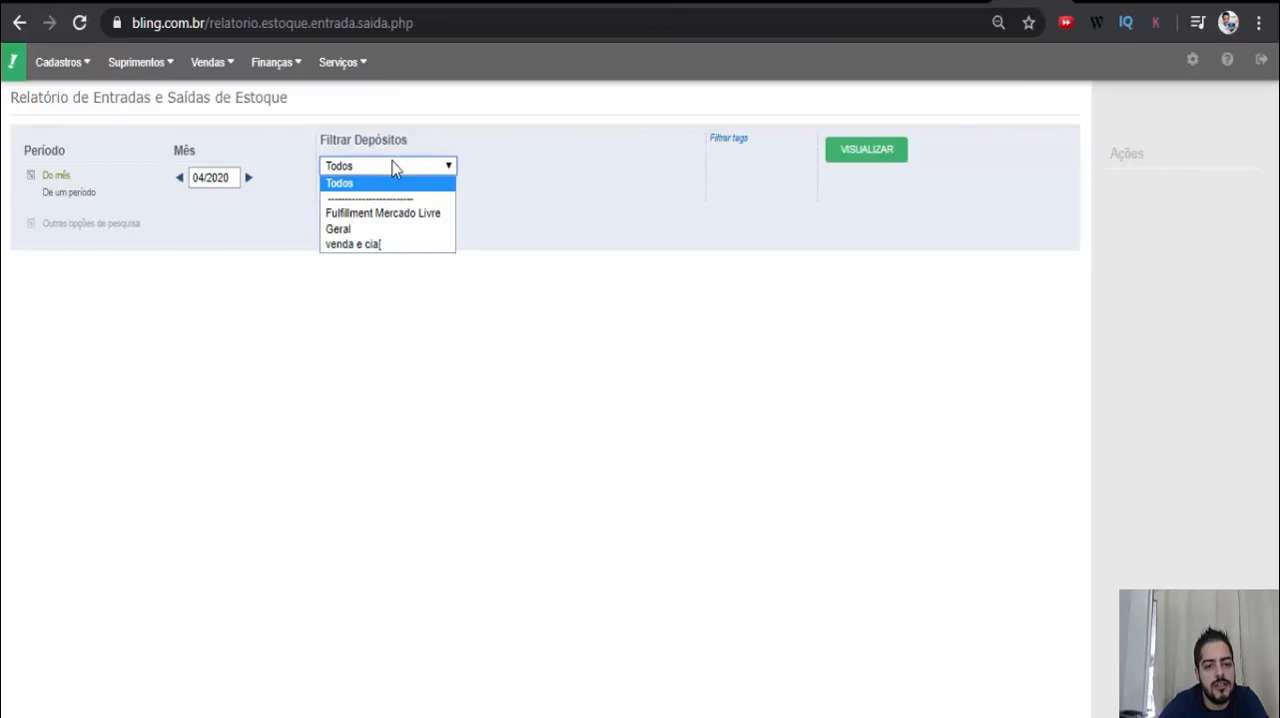 bling.com.br/relatorio.estoque.entrada.saida.php
IQ
K
Cadastros Suprimentos Vendas Finanças Serviços
Relatório de Entradas e Saídas de Estoque
Período
Mês
Filtrar Depósitos
Filtrar tags
VISUALIZAR
Ações
Do mês
De um período
04/2020
Todos
Todos
-------------------------
Fulfillment Mercado Livre
Geral
venda e cia[
Outras opções de pesquisa